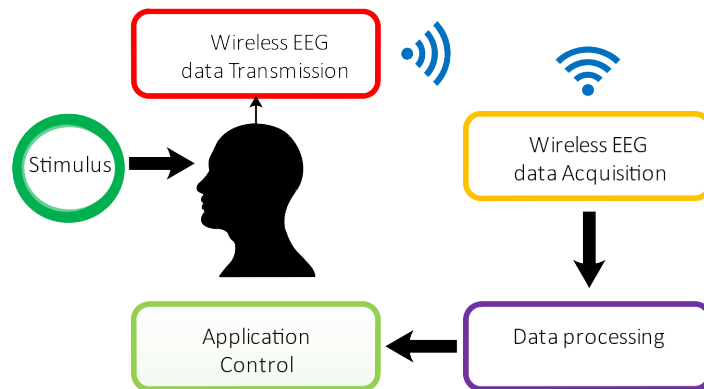 Wireless EEG
data Transmission
Stimulus
Wireless EEG
data Acquisition
Application
Control
Data processing